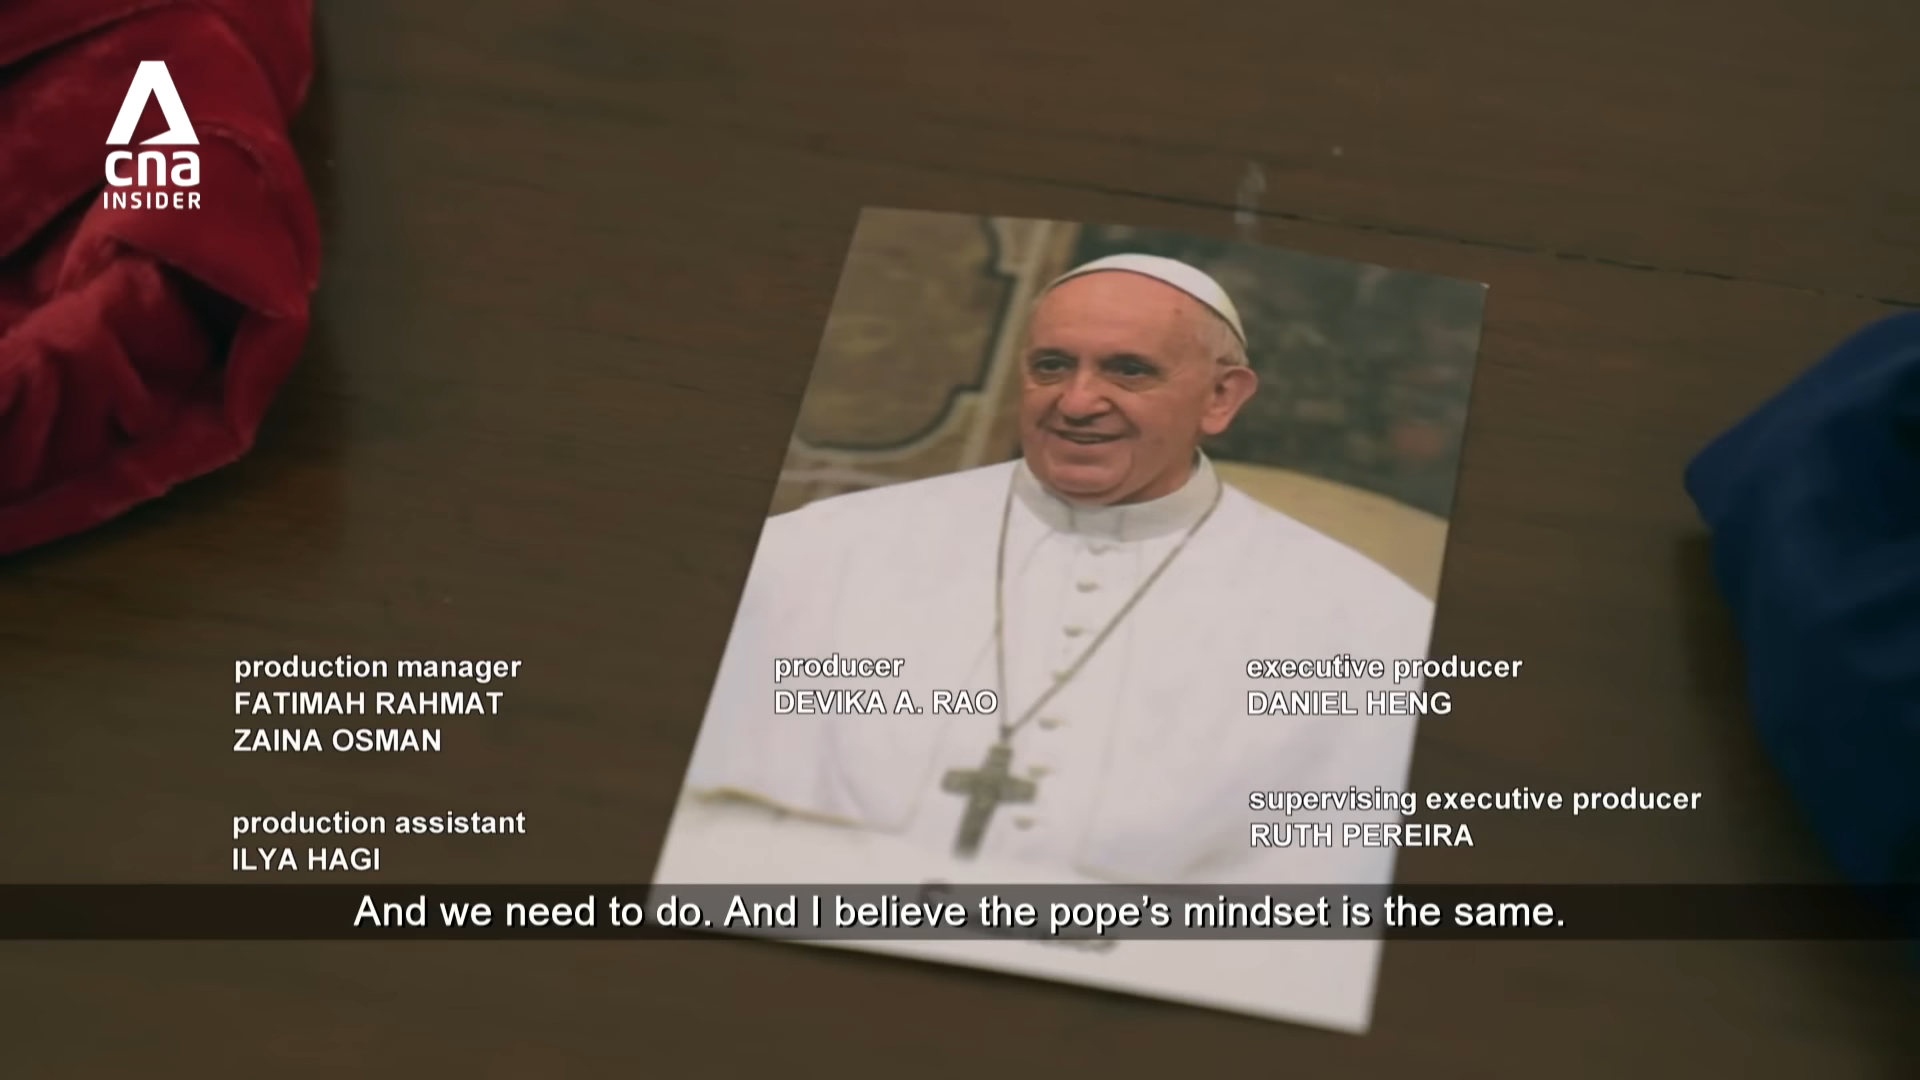 cna
INSIDER
production manager
FATIMAH RAHMAT
ZAINA OSMAN
production assistant
ILYA HAGI
producer
DEVIKA A. RAO
executive producer
DANIEL HENG
supervising executive producer
RUTH PEREIRA
And we need to do. And I believe the pope’s mindset is the same.